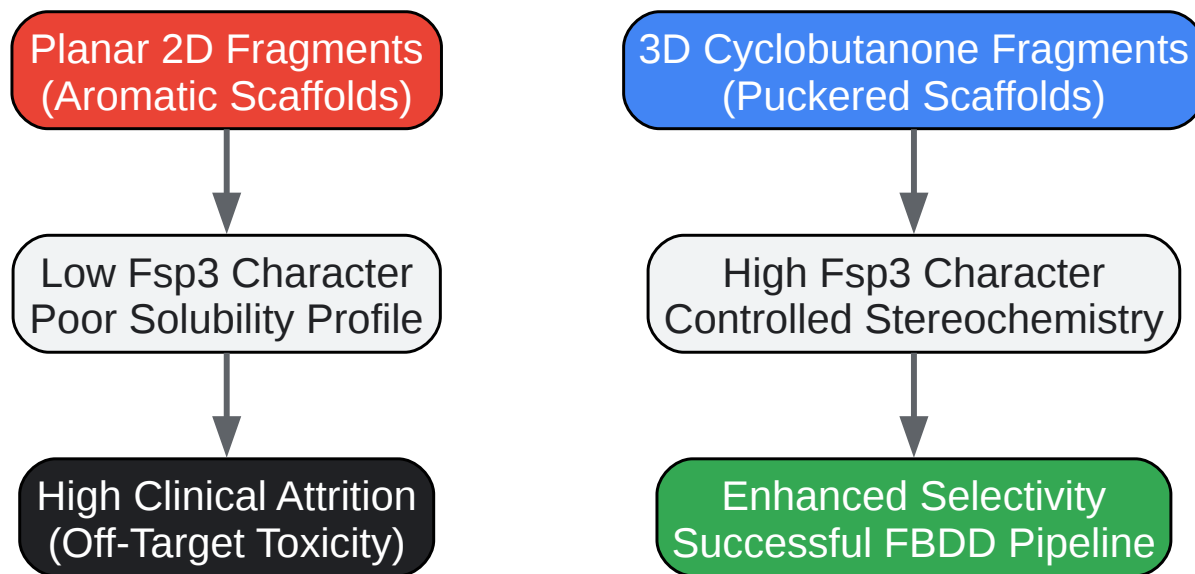 Planar 2D Fragments
(Aromatic Scaffolds)
Low Fsp3 Character
Poor Solubility Profile
High Clinical Attrition
(Off-Target Toxicity)
3D Cyclobutanone Fragments
(Puckered Scaffolds)
High Fsp3 Character
Controlled Stereochemistry
Enhanced Selectivity
Successful FBDD Pipeline